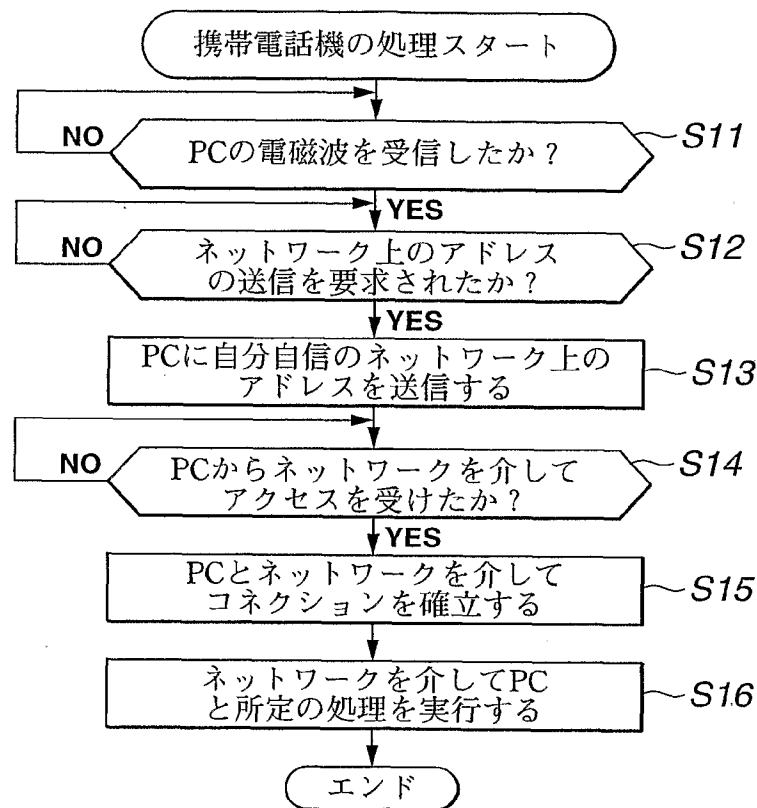 携帯電話機の処理スタート
NO
PCの電磁波を受信したか？
S11
YES
NO
ネットワーク上のアドレス
の送信を要求されたか？
S12
YES
PCに自分自信のネットワーク上の
アドレスを送信する
S13
NO
PCからネットワークを介して
アクセスを受けたか？
S14
YES
PCとネットワークを介して
コネクションを確立する
S15
ネットワークを介してPC
と所定の処理を実行する
S16
エンド